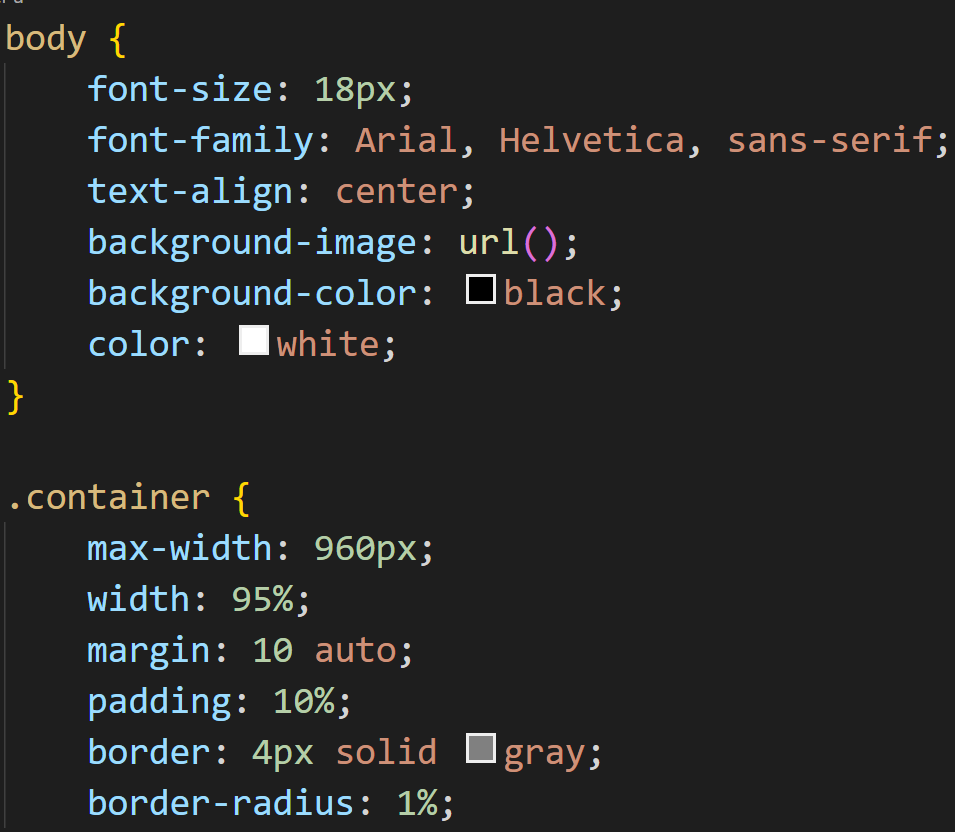 body {
font-size: 18px;
font-family: Arial, Helvetica, sans-serif;
text-align: center;
background-image: url();
background-color: black;
color: white;
}
.container {
max-width: 960px;
width: 95%;
margin: 10 auto;
padding: 10%;
border: 4px solid gray;
border-radius: 1%;